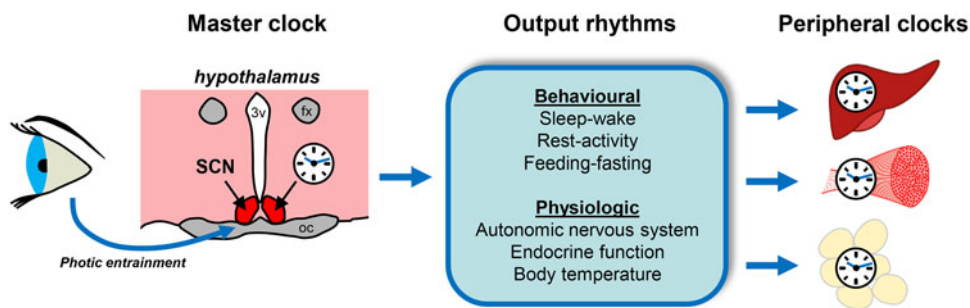 Master clock
Output rhythms
Peripheral clocks
hypothalamus
3v
fx
SCN
oc
Photic entrainment
Behavioural
Sleep-wake
Rest-activity
Feeding-fasting
Physiologic
Autonomic nervous system
Endocrine function
Body temperature